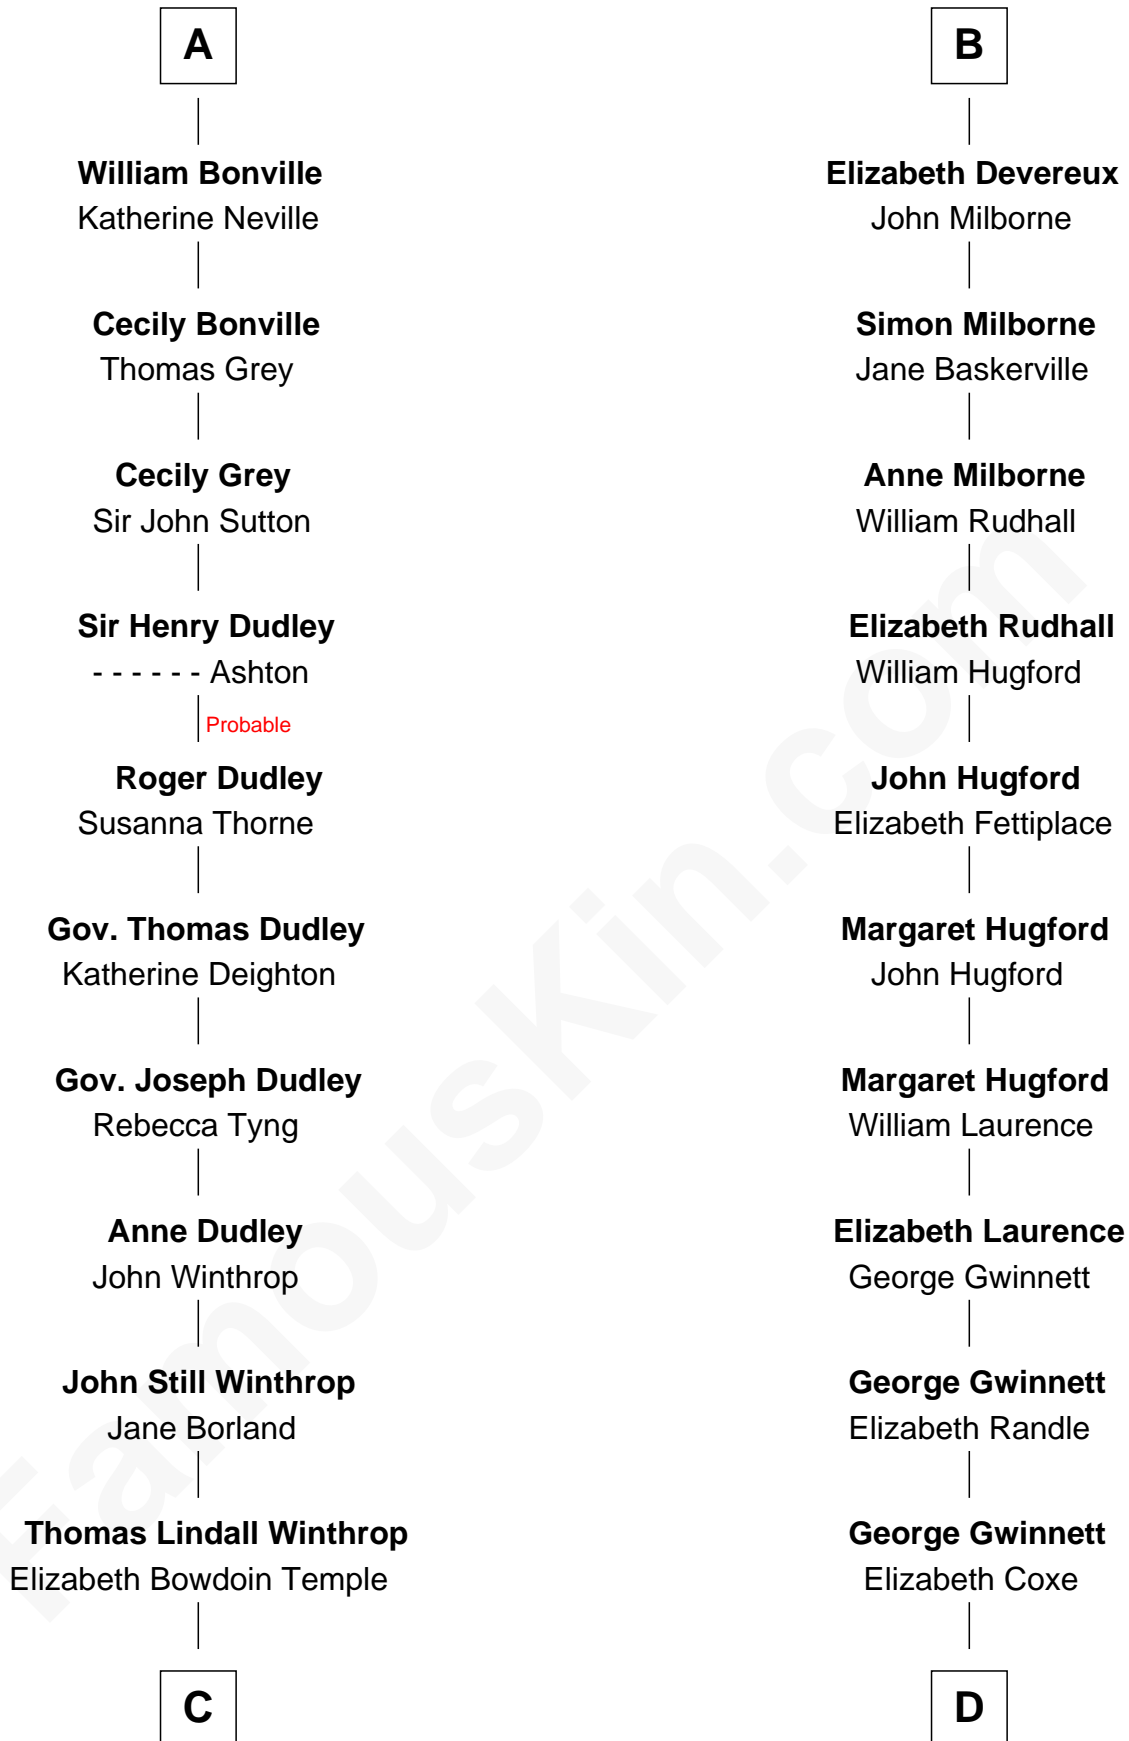 A
William Bonville
Katherine Neville
Cecily Bonville
Thomas Grey
Cecily Grey
Sir John Sutton
Sir Henry Dudley
- - - - - - Ashton
Probable
Roger Dudley
Susanna Thorne
Gov. Thomas Dudley
Katherine Deighton
Gov. Joseph Dudley
Rebecca Tyng
Anne Dudley
John Winthrop
John Still Winthrop
Jane Borland
Thomas Lindall Winthrop
Elizabeth Bowdoin Temple
C
B
Elizabeth Devereux
John Milborne
Simon Milborne
Jane Baskerville
Anne Milborne
William Rudhall
Elizabeth Rudhall
William Hugford
John Hugford
Elizabeth Fettiplace
Margaret Hugford
John Hugford
Margaret Hugford
William Laurence
Elizabeth Laurence
George Gwinnett
George Gwinnett
Elizabeth Randle
George Gwinnett
Elizabeth Coxe
D
FamousKin.com